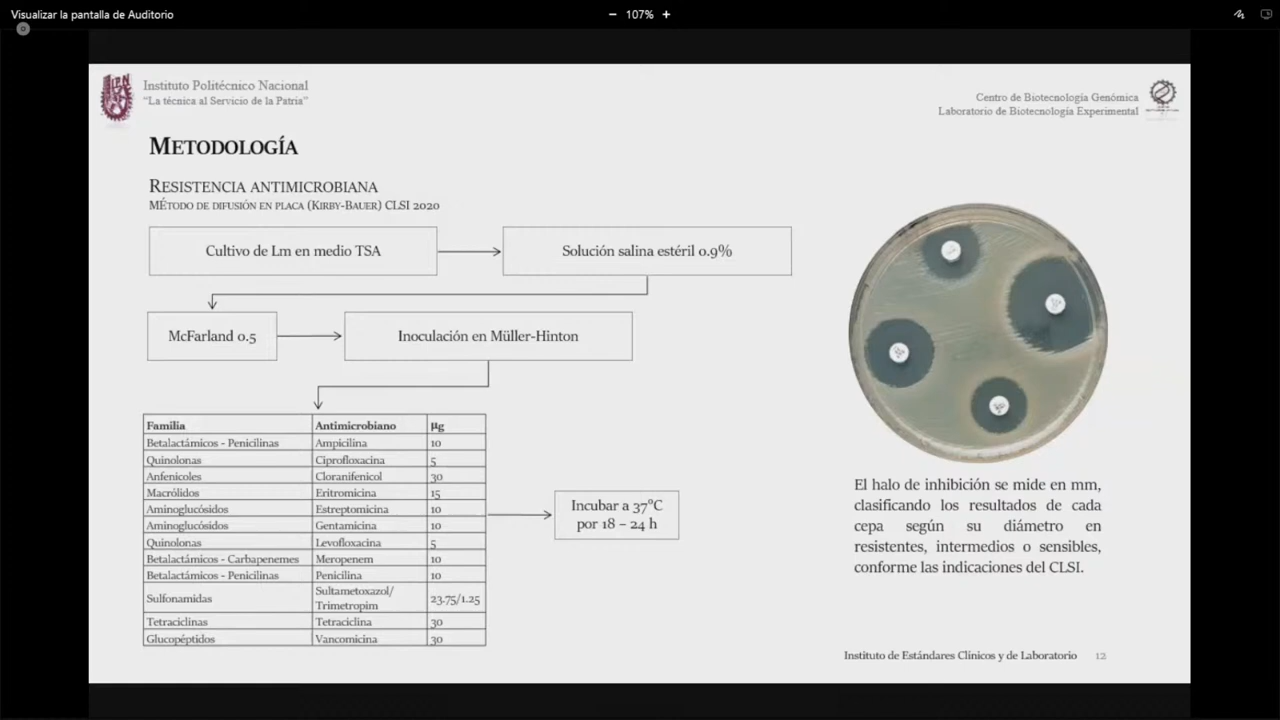 Visualizar la pantalla de Auditorio
− 107% +
Instituto Politécnico Nacional
"La técnica al Servicio de la Patria"
Centro de Biotecnología Genómica
Laboratorio de Biotecnología Experimental
Metodología
Resistencia antimicrobiana
Método de difusión en placa (Kirby-Bauer) CLSI 2020
Cultivo de Lm en medio TSA
Solución salina estéril 0.9%
McFarland 0.5
Inoculación en Müller-Hinton
Familia Antimicrobiano µg
Betalactámicos - Penicilinas Ampicilina 10
Quinolonas Ciprofloxacina 5
Anfenicoles Cloranifenicol 30
Macrólidos Eritromicina 15
Aminoglucósidos Estreptomicina 10
Aminoglucósidos Gentamicina 10
Quinolonas Levofloxacina 5
Betalactámicos - Carbapenemes Meropenem 10
Betalactámicos - Penicilinas Penicilina 10
Sulfonamidas Sultametoxazol/ Trimetropim 23.75/1.25
Tetraciclinas Tetraciclina 30
Glucopéptidos Vancomicina 30
Incubar a 37°C
por 18 – 24 h
El halo de inhibición se mide en mm,
clasificando los resultados de cada
cepa según su diámetro en
resistentes, intermedios o sensibles,
conforme las indicaciones del CLSI.
Instituto de Estándares Clínicos y de Laboratorio 12